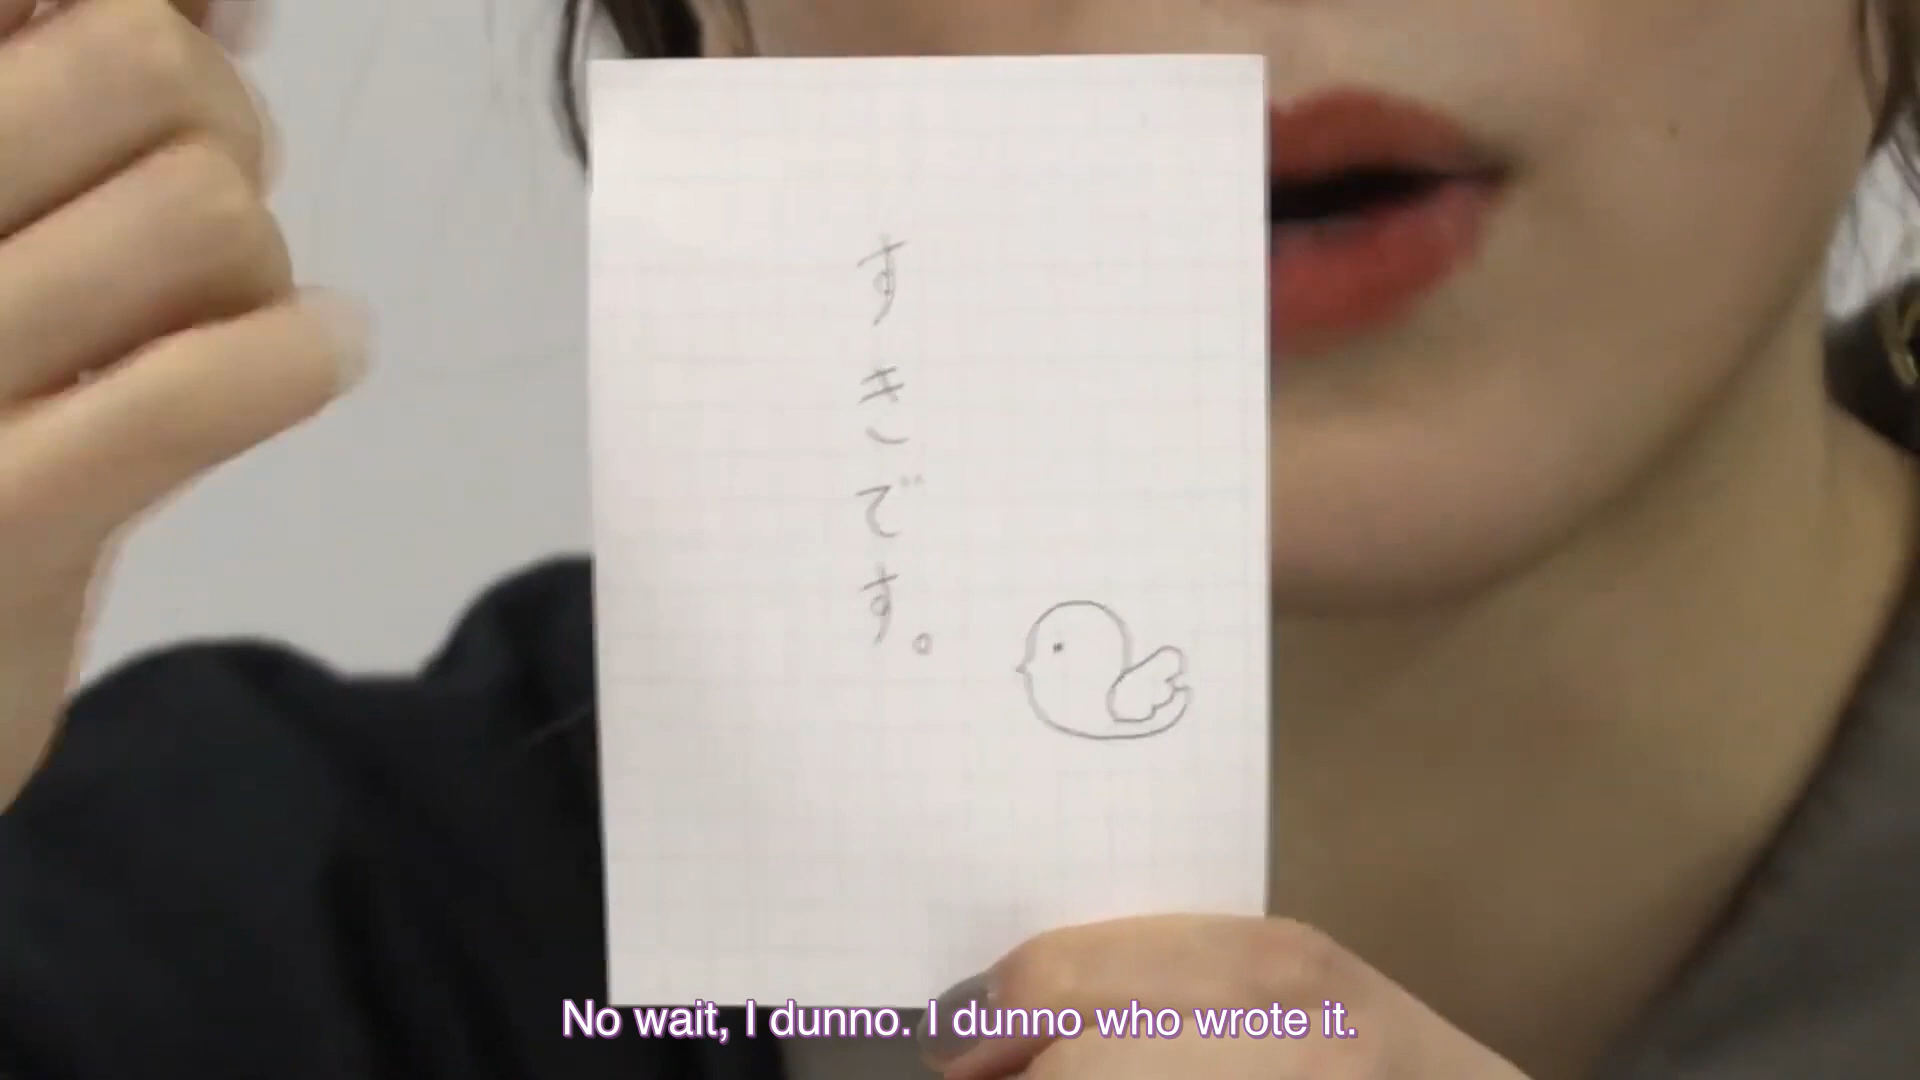 すきです。
No wait, I dunno. I dunno who wrote it.